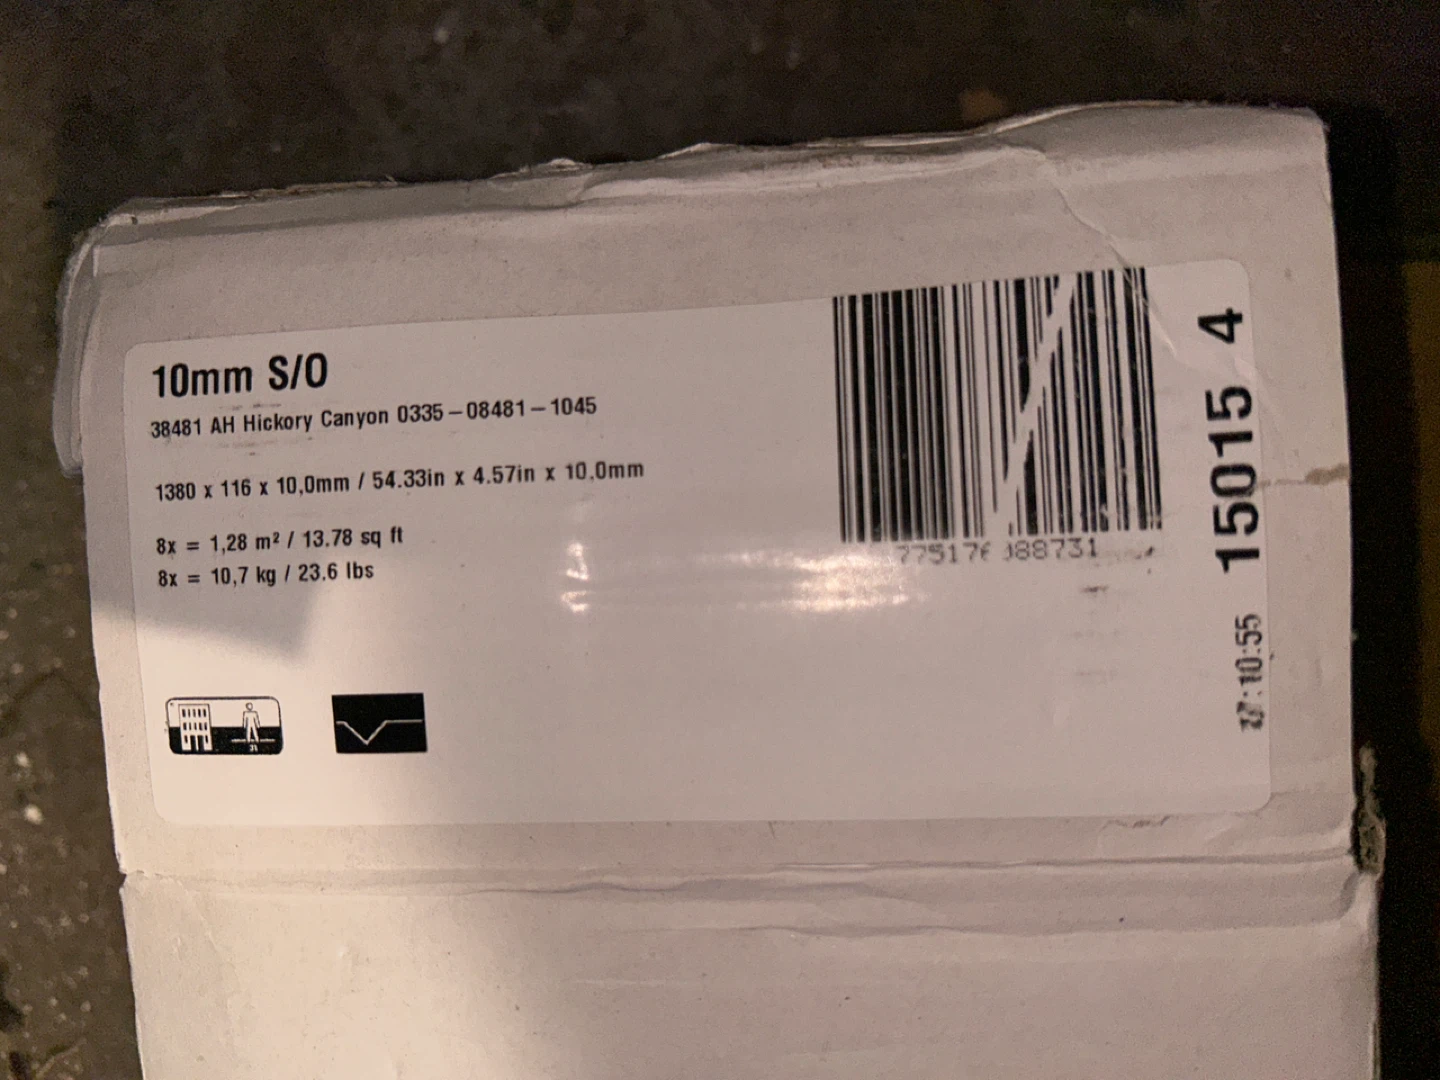 10mm S/O
38481 AH Hickory Canyon 0335-08481-1045
1380 x 116 x 10,0mm / 54.33in x 4.57in x 10.0mm
8x = 1,28 m² / 13.78 sq ft
8x = 10,7 kg / 23.6 lbs
31
15015 4
:10:55